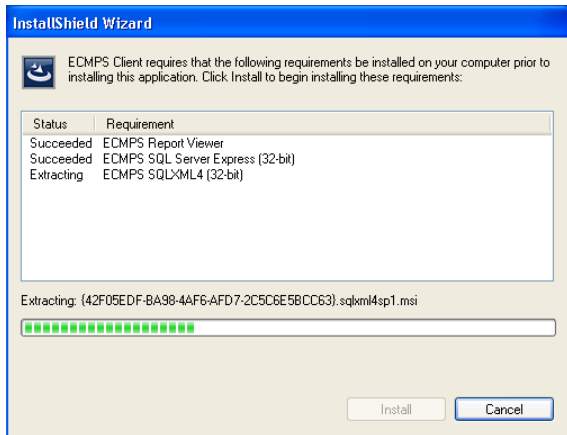 InstallShield Wizard
ECMPS Client requires that the following requirements be installed on your computer prior to
installing this application. Click Install to begin installing these requirements:
Status Requirement
Succeeded ECMPS Report Viewer
Succeeded ECMPS SQL Server Express (32-bit)
Extracting ECMPS SQLXML4 (32-bit)
Extracting: {42F05EDF-BA98-4AF6-AFD7-2C5C6E5BCC63}.sqlxml4sp1.msi
Install Cancel